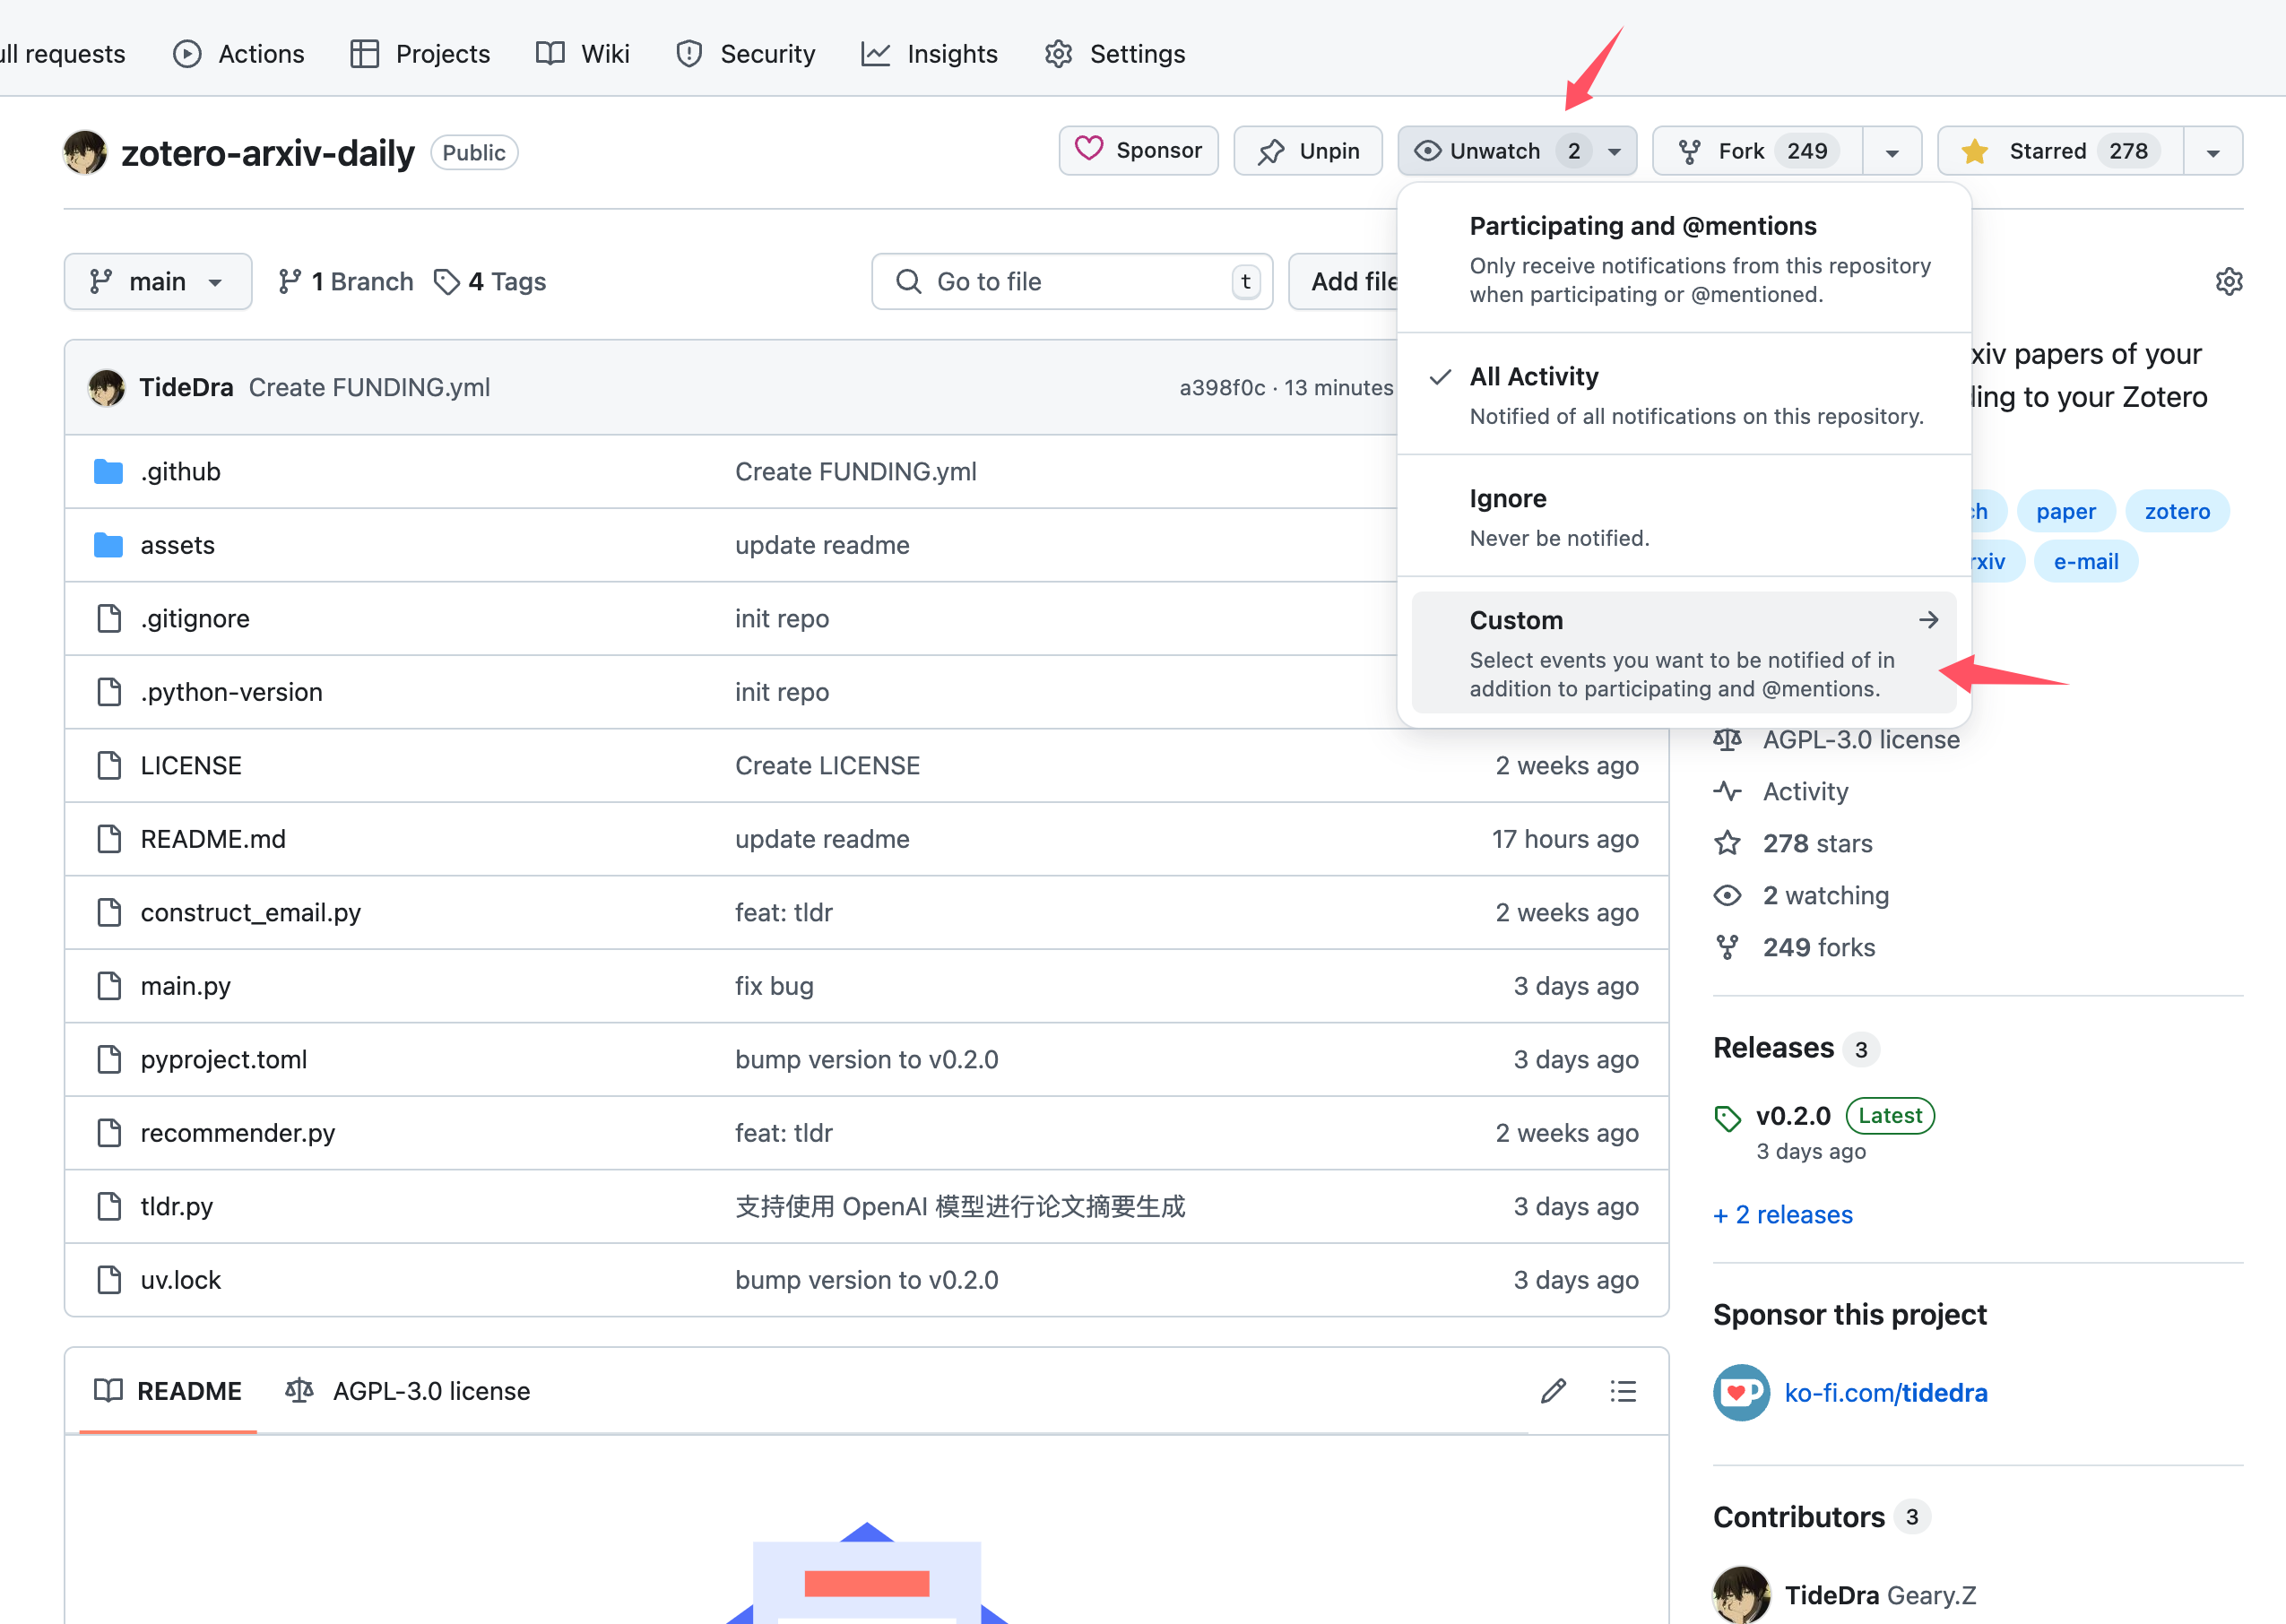 ull requests
Actions
Projects
Wiki
Security
Insights
Settings
zotero-arxiv-daily
Public
Sponsor
Unpin
Unwatch 2
Fork 249
Starred 278
main
1 Branch
4 Tags
Go to file
t
Add file
Participating and @mentions
Only receive notifications from this repository
when participating or @mentioned.
All Activity
Notified of all notifications on this repository.
Ignore
Never be notified.
Custom
Select events you want to be notified of in
addition to participating and @mentions.
TideDra Create FUNDING.yml
a398f0c · 13 minutes
.github Create FUNDING.yml
assets update readme
.gitignore init repo
.python-version init repo
LICENSE Create LICENSE 2 weeks ago
README.md update readme 17 hours ago
construct_email.py feat: tldr 2 weeks ago
main.py fix bug 3 days ago
pyproject.toml bump version to v0.2.0 3 days ago
recommender.py feat: tldr 2 weeks ago
tldr.py 支持使用 OpenAI 模型进行论文摘要生成 3 days ago
uv.lock bump version to v0.2.0 3 days ago
README
AGPL-3.0 license
xiv papers of your
ding to your Zotero
ch paper zotero
rxiv e-mail
AGPL-3.0 license
Activity
278 stars
2 watching
249 forks
Releases 3
v0.2.0 Latest
3 days ago
+ 2 releases
Sponsor this project
ko-fi.com/tidedra
Contributors 3
TideDra Geary.Z